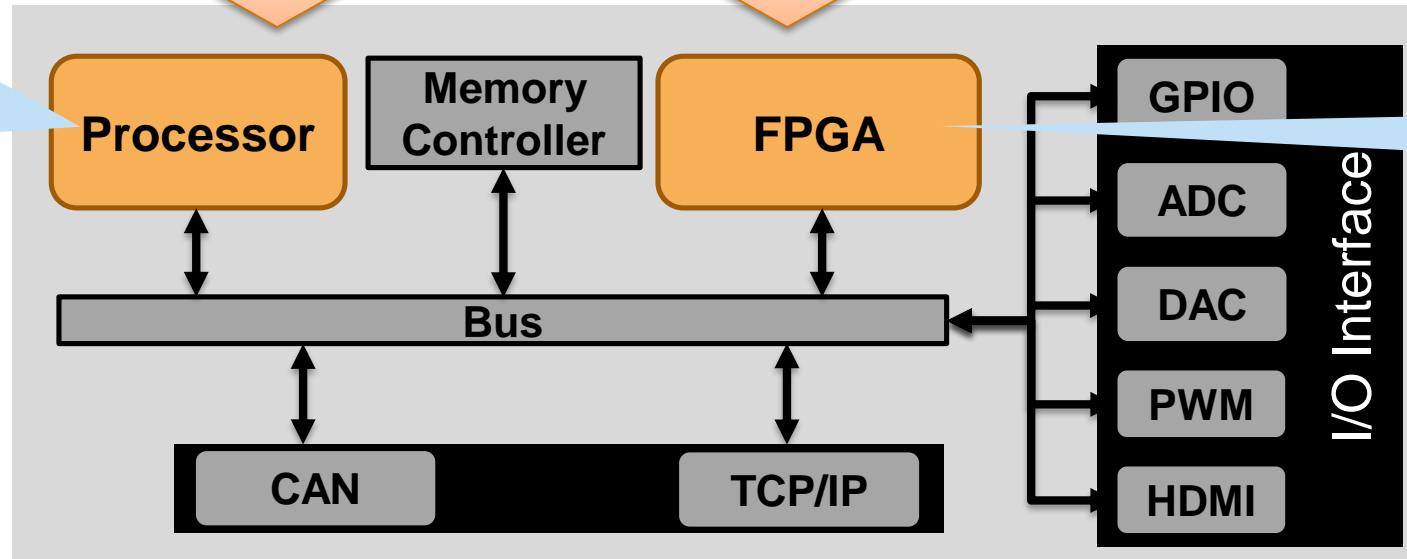 Processor
Memory
Controller
FPGA
Bus
CAN
TCP/IP
GPIO
ADC
DAC
PWM
HDMI
I/O Interface